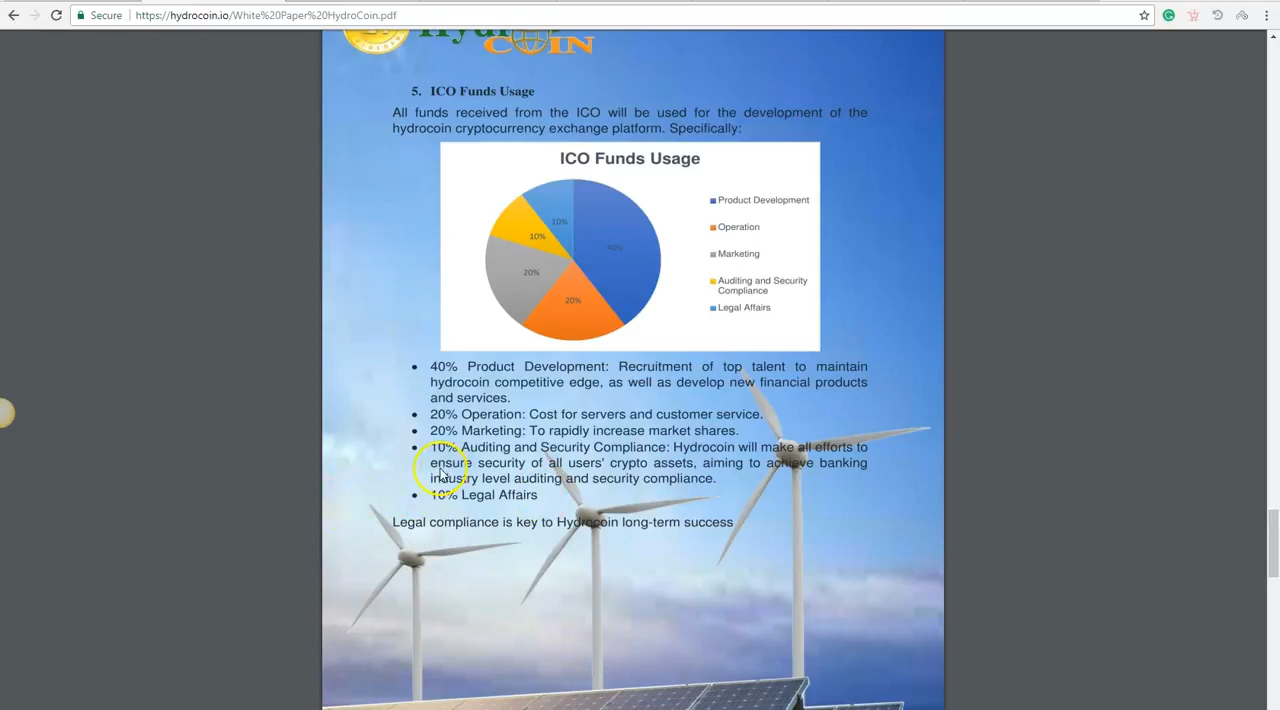 Secure https://hydrocoin.io/White%20Paper%20HydroCoin.pdf
COIN
5. ICO Funds Usage
All funds received from the ICO will be used for the development of the
hydrocoin cryptocurrency exchange platform. Specifically:
ICO Funds Usage
40%
20%
20%
10%
10%
Product Development
Operation
Marketing
Auditing and Security
Compliance
Legal Affairs
• 40% Product Development: Recruitment of top talent to maintain
hydrocoin competitive edge, as well as develop new financial products
and services.
• 20% Operation: Cost for servers and customer service.
• 20% Marketing: To rapidly increase market shares.
• 10% Auditing and Security Compliance: Hydrocoin will make all efforts to
ensure security of all users' crypto assets, aiming to achieve banking
industry level auditing and security compliance.
• 10% Legal Affairs
Legal compliance is key to Hydrocoin long-term success